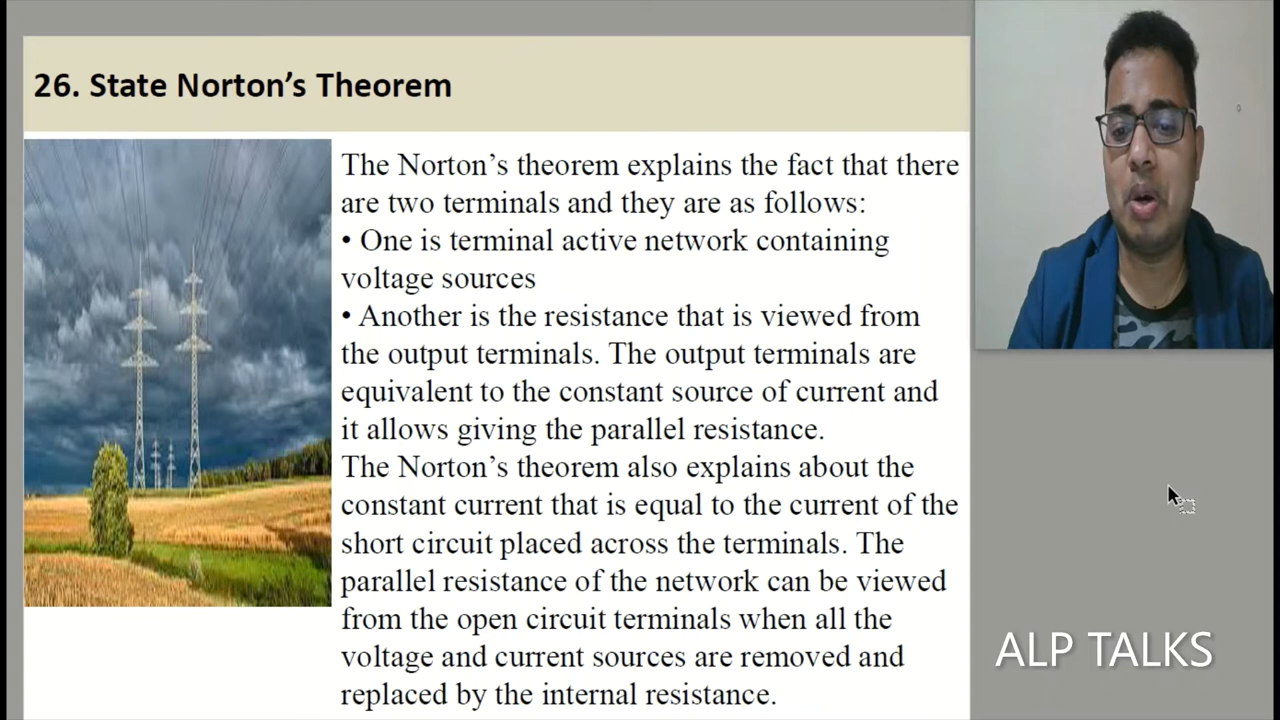 26. State Norton’s Theorem
The Norton’s theorem explains the fact that there
are two terminals and they are as follows:
• One is terminal active network containing
voltage sources
• Another is the resistance that is viewed from
the output terminals. The output terminals are
equivalent to the constant source of current and
it allows giving the parallel resistance.
The Norton’s theorem also explains about the
constant current that is equal to the current of the
short circuit placed across the terminals. The
parallel resistance of the network can be viewed
from the open circuit terminals when all the
voltage and current sources are removed and
replaced by the internal resistance.
ALP TALKS